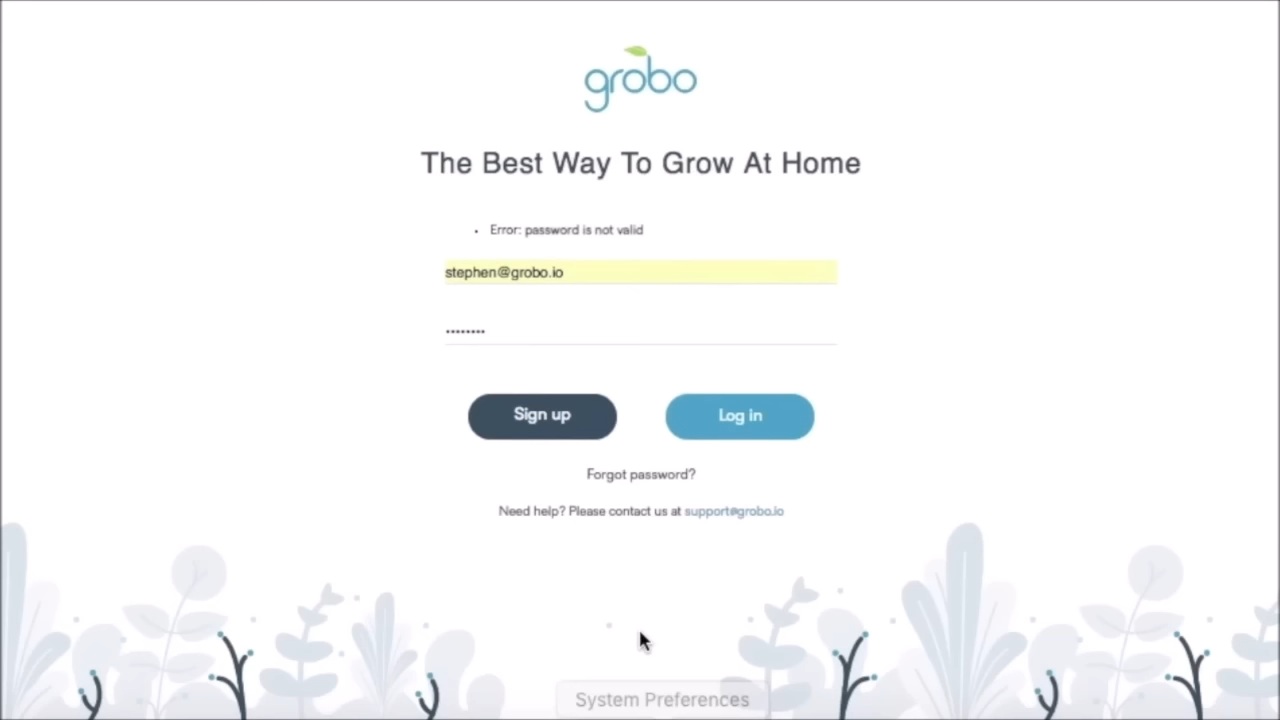 grobo
The Best Way To Grow At Home
• Error: password is not valid
stephen@grobo.io
••••••••
Sign up Log in
Forgot password?
Need help? Please contact us at support@grobo.io
System Preferences